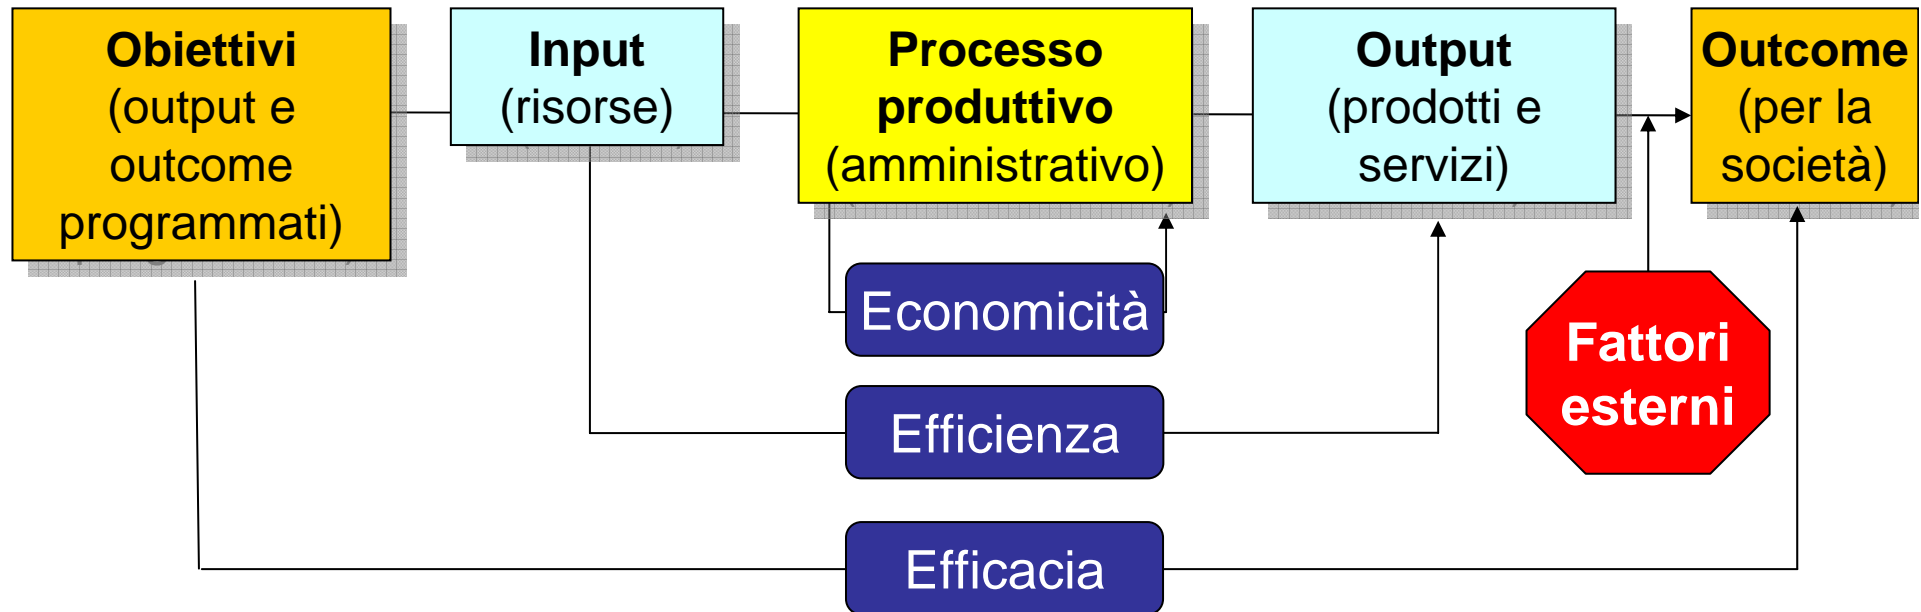 Obiettivi
(output e
outcome
programmati)
Input
(risorse)
Processo
produttivo
(amministrativo)
Output
(prodotti e
servizi)
Outcome
(per la
società)
Economicità
Efficienza
Efficacia
Fattori
esterni